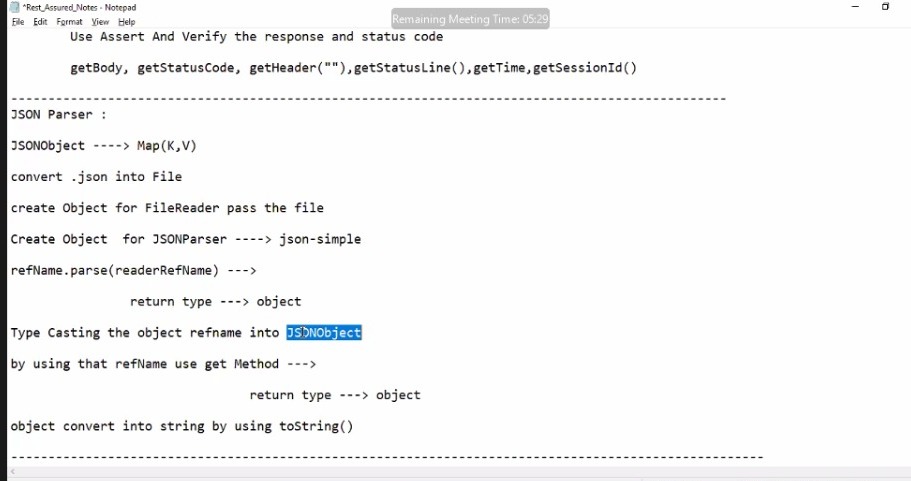 *Rest_Assured_Notes - Notepad
Remaining Meeting Time: 05:29
File Edit Format View Help
Use Assert And Verify the response and status code
getBody, getStatusCode, getHeader(""),getStatusLine(),getTime,getSessionId()
-------------------------------------------------------------------------------------------------
JSON Parser :
JSONObject ----> Map(K,V)
convert .json into File
create Object for FileReader pass the file
Create Object  for JSONParser ----> json-simple
refName.parse(readerRefName) --->
return type ---> object
Type Casting the object refname into JSONObject
by using that refName use get Method --->
return type ---> object
object convert into string by using toString()
------------------------------------------------------------------------------------------------------